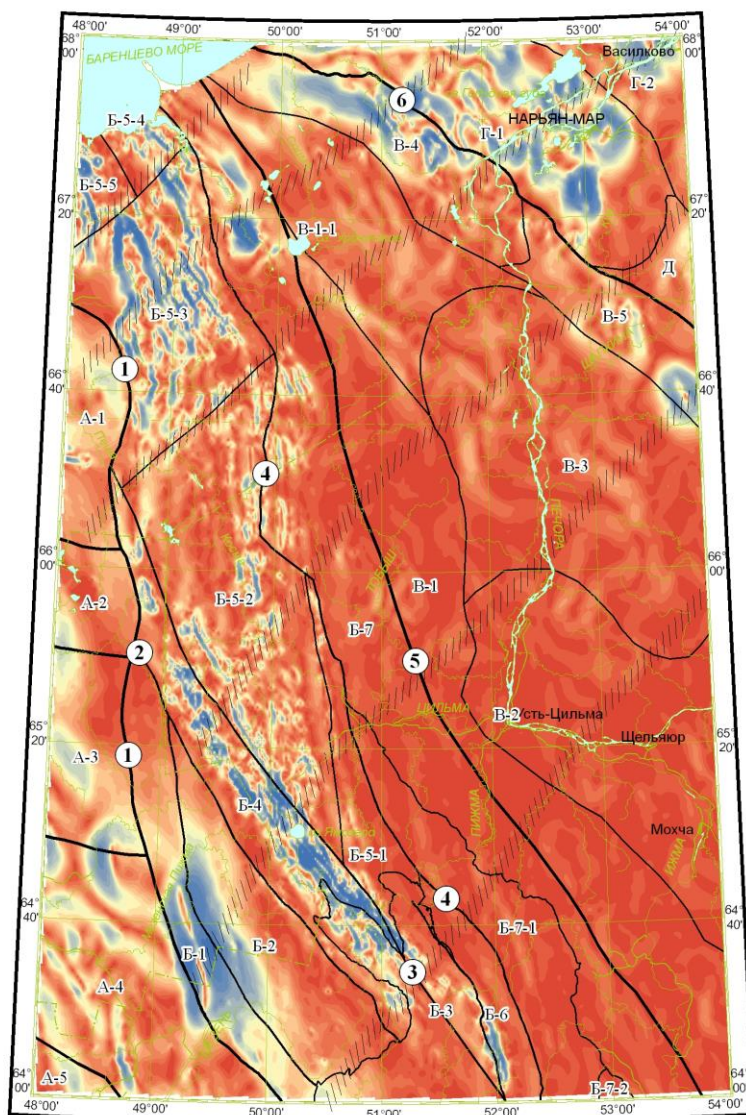 48°00' 49°00' 50°00' 51°00' 52°00' 53°00' 54°00'
68°
00'
68°
00'
БАРЕНЦЕВО МОРЕ
Василково
Г-2
6
Б-5-4
НАРЬЯН-МАР
Г-1
В-4
Б-5-5
67°
20'
67°
20'
В-1-1
Д
В-5
Б-5-3
1
66°
40'
66°
40'
А-1
4
В-3
ПЕЧОРА
66°
00'
66°
00'
В-1
А-2
Б-5-2
Б-7
2
5
ЦИЛЬМА
В-2
Усть-Цильма
65°
20'
65°
20'
Щельяюр
А-3
1
Б-4
ПИЖМА
Мохча
ИЖМА
Б-5-1
4
64°
40'
64°
40'
Б-7-1
Б-2
Б-1
3
А-4
Б-3
Б-6
А-5
Б-7-2
64°
00'
64°
00'
49°00' 50°00' 51°00' 52°00' 53°00' 54°00'